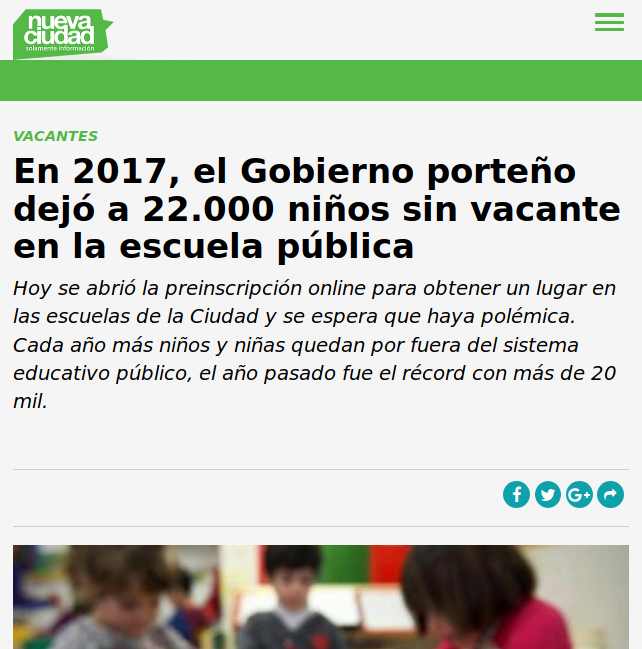 nueva
ciudad
solamente información
VACANTES
En 2017, el Gobierno porteño
dejó a 22.000 niños sin vacante
en la escuela pública
Hoy se abrió la preinscripción online para obtener un lugar en
las escuelas de la Ciudad y se espera que haya polémica.
Cada año más niños y niñas quedan por fuera del sistema
educativo público, el año pasado fue el récord con más de 20
mil.